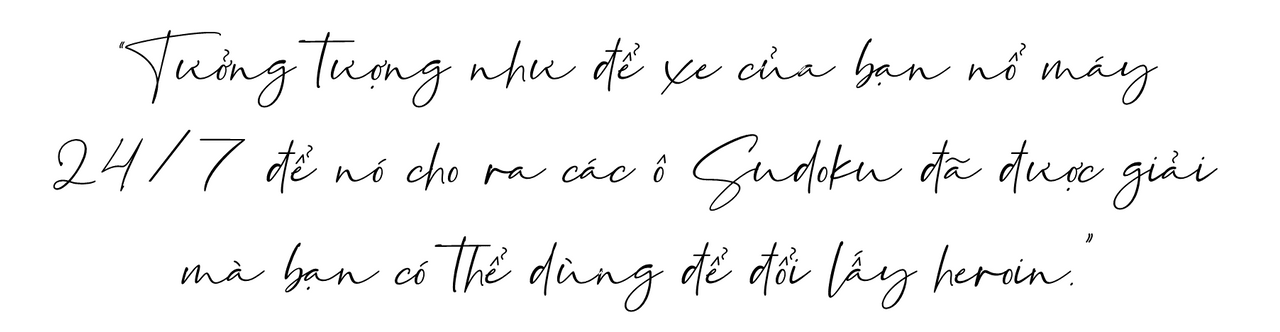 "Tưởng tượng như để xe của bạn nổ máy
24/7 để nó cho ra các ô Sudoku đã được giải
mà bạn có thể dùng để đổi lấy heroin."